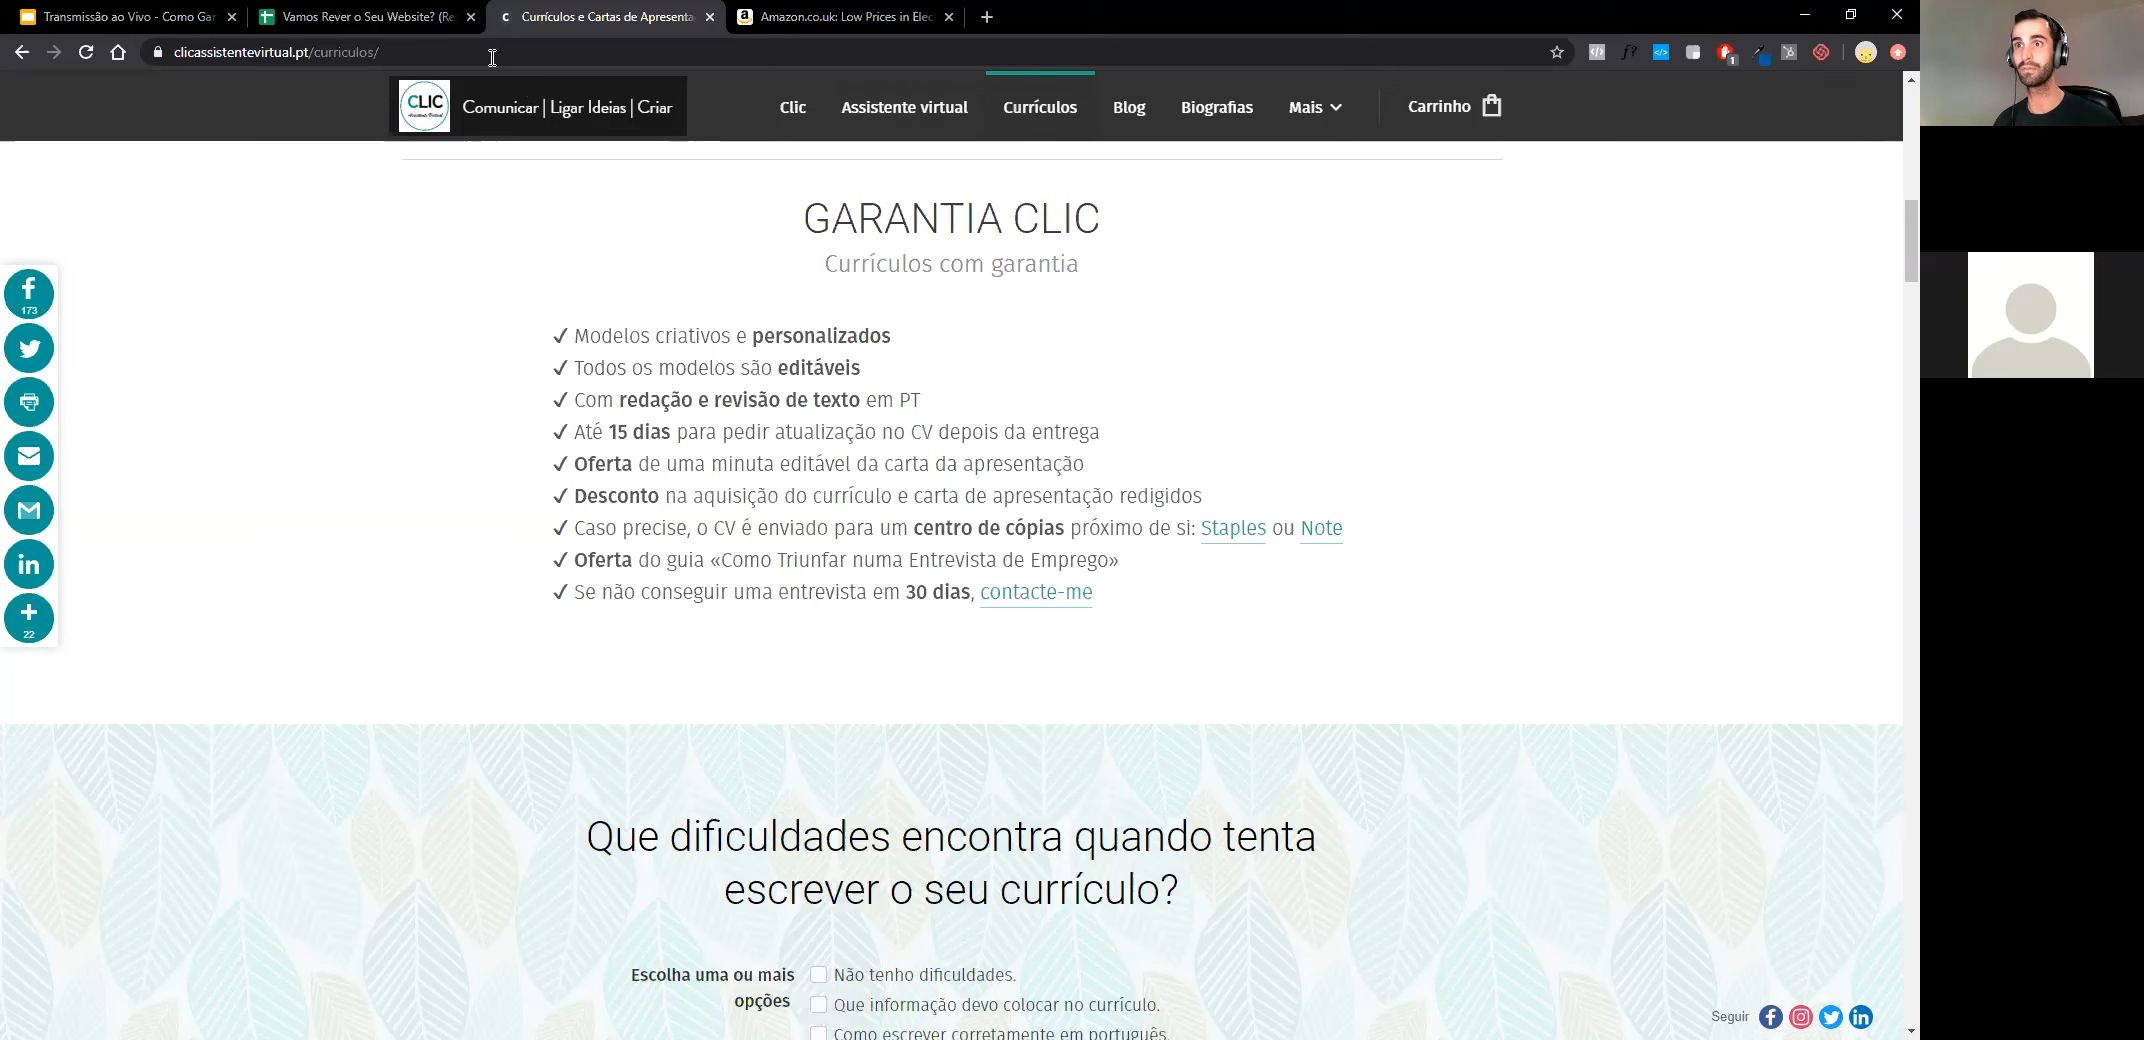 Transmissão ao Vivo - Como Gar
Vamos Rever o Seu Website? (Re
Currículos e Cartas de Apresenta
Amazon.co.uk: Low Prices in Elec
clicassistentevirtual.pt/curriculos/
CLIC
Assistente Virtual
Comunicar | Ligar Ideias | Criar
Clic
Assistente virtual
Currículos
Blog
Biografias
Mais
Carrinho
GARANTIA CLIC
Currículos com garantia
✓ Modelos criativos e personalizados
✓ Todos os modelos são editáveis
✓ Com redação e revisão de texto em PT
✓ Até 15 dias para pedir atualização no CV depois da entrega
✓ Oferta de uma minuta editável da carta da apresentação
✓ Desconto na aquisição do currículo e carta de apresentação redigidos
✓ Caso precise, o CV é enviado para um centro de cópias próximo de si: Staples ou Note
✓ Oferta do guia «Como Triunfar numa Entrevista de Emprego»
✓ Se não conseguir uma entrevista em 30 dias, contacte-me
173
22
Que dificuldades encontra quando tenta
escrever o seu currículo?
Escolha uma ou mais
opções
Não tenho dificuldades.
Que informação devo colocar no currículo.
Como escrever corretamente em português.
Seguir